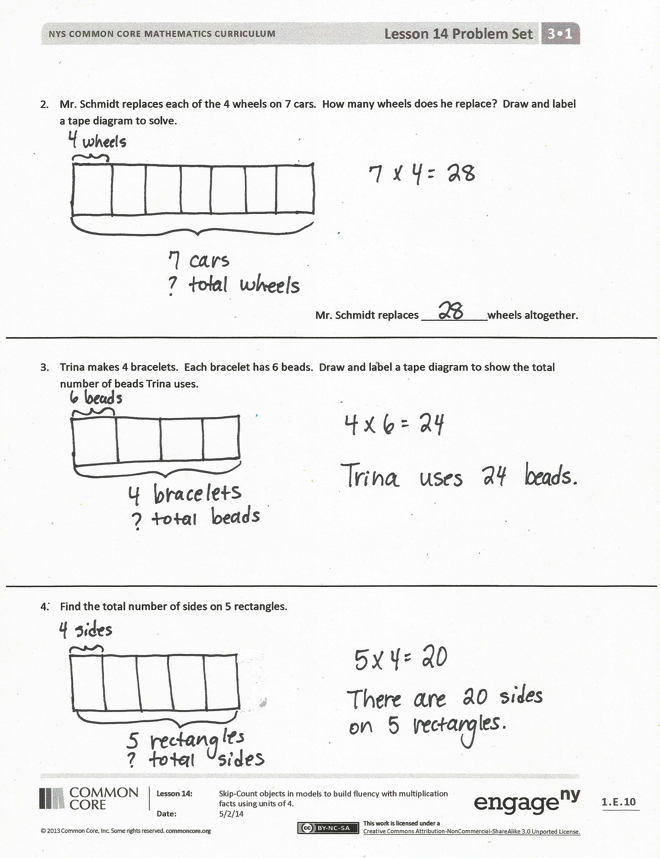 NYS COMMON CORE MATHEMATICS CURRICULUM
Lesson 14 Problem Set 3•1
2. Mr. Schmidt replaces each of the 4 wheels on 7 cars. How many wheels does he replace? Draw and label
a tape diagram to solve.
4 wheels
7 x 4 = 28
7 cars
? total wheels
Mr. Schmidt replaces 28 wheels altogether.
3. Trina makes 4 bracelets. Each bracelet has 6 beads. Draw and label a tape diagram to show the total
number of beads Trina uses.
6 beads
4 x 6 = 24
Trina uses 24 beads.
4 bracelets
? total beads
4. Find the total number of sides on 5 rectangles.
4 sides
5 x 4 = 20
There are 20 sides
on 5 rectangles.
5 rectangles
? total sides
COMMON
CORE
Lesson 14:
Skip-Count objects in models to build fluency with multiplication
facts using units of 4.
Date:
5/2/14
engageny
1.E.10
© 2013 Common Core, Inc. Some rights reserved. commoncore.org
cc BY-NC-SA
This work is licensed under a
Creative Commons Attribution-NonCommercial-ShareAlike 3.0 Unported License.